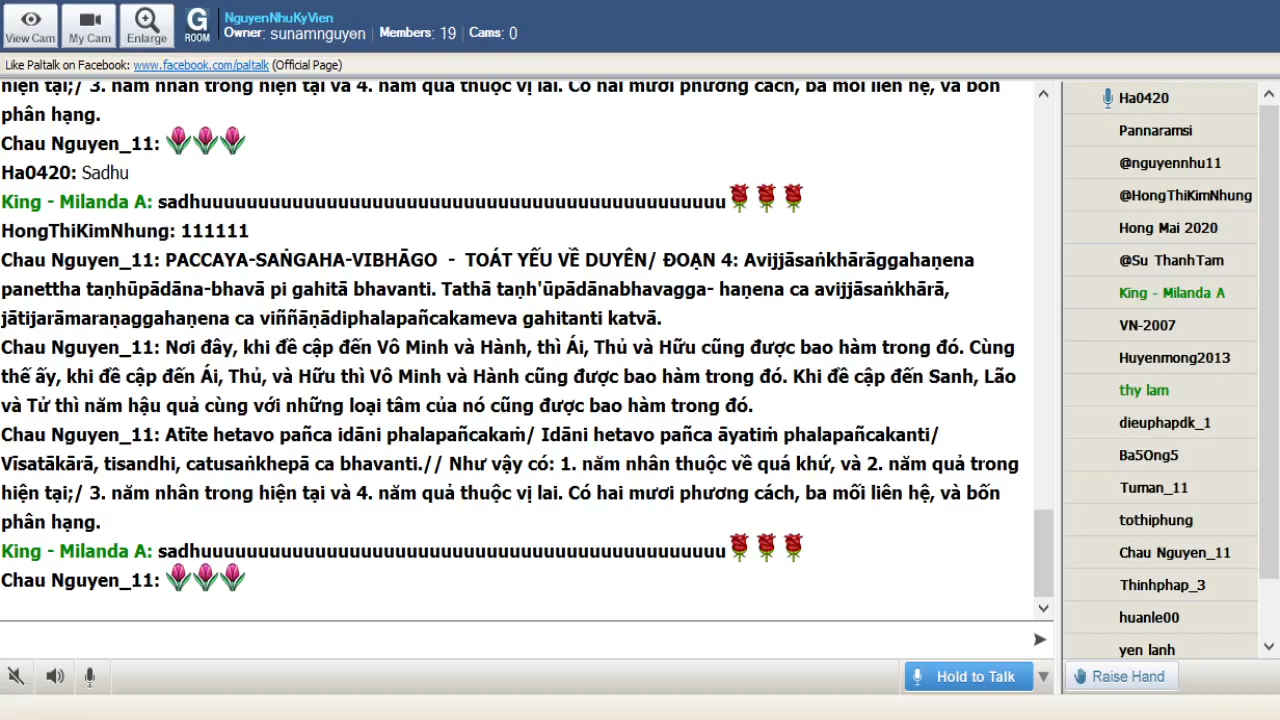 View Cam
My Cam
Enlarge
G ROOM
NguyenNhuKyVien
Owner: sunamnguyen | Members: 19 | Cams: 0
Like Paltalk on Facebook: www.facebook.com/paltalk (Official Page)
hiện tại;/ 3. năm nhân trong hiện tại và 4. năm quả thuộc vị lai. Có hai mươi phương cách, ba mối liên hệ, và bốn
phân hạng.
Chau Nguyen_11:
Ha0420: Sadhu
King - Milanda A: sadhuuuuuuuuuuuuuuuuuuuuuuuuuuuuuuuuuuuuuuuuuuuuuu
HongThiKimNhung: 111111
Chau Nguyen_11: PACCAYA-SAṄGAHA-VIBHĀGO - TOÁT YẾU VỀ DUYÊN/ ĐOẠN 4: Avijjāsaṅkhārāggahaṇena
panettha taṇhūpādāna-bhavā pi gahitā bhavanti. Tathā taṇh'ūpādānabhavagga- haṇena ca avijjāsaṅkhārā,
jātijarāmaraṇaggahaṇena ca viññāṇādiphalapañcakameva gahitanti katvā.
Chau Nguyen_11: Nơi đây, khi đề cập đến Vô Minh và Hành, thì Ái, Thủ và Hữu cũng được bao hàm trong đó. Cùng
thế ấy, khi đề cập đến Ái, Thủ, và Hữu thì Vô Minh và Hành cũng được bao hàm trong đó. Khi đề cập đến Sanh, Lão
và Tử thì năm hậu quả cùng với những loại tâm của nó cũng được bao hàm trong đó.
Chau Nguyen_11: Atīte hetavo pañca idāni phalapañcakaṁ/ Idāni hetavo pañca āyatiṁ phalapañcakanti/
Vīsatākārā, tisandhi, catusaṅkhepā ca bhavanti.// Như vậy có: 1. năm nhân thuộc về quá khứ, và 2. năm quả trong
hiện tại;/ 3. năm nhân trong hiện tại và 4. năm quả thuộc vị lai. Có hai mươi phương cách, ba mối liên hệ, và bốn
phân hạng.
King - Milanda A: sadhuuuuuuuuuuuuuuuuuuuuuuuuuuuuuuuuuuuuuuuuuuuuuu
Chau Nguyen_11:
Hold to Talk
Ha0420
Pannaramsi
@nguyennhu11
@HongThiKimNhung
Hong Mai 2020
@Su ThanhTam
King - Milanda A
VN-2007
Huyenmong2013
thy lam
dieuphapdk_1
Ba5Ong5
Tuman_11
tothiphung
Chau Nguyen_11
Thinhphap_3
huanle00
yen lanh
Raise Hand